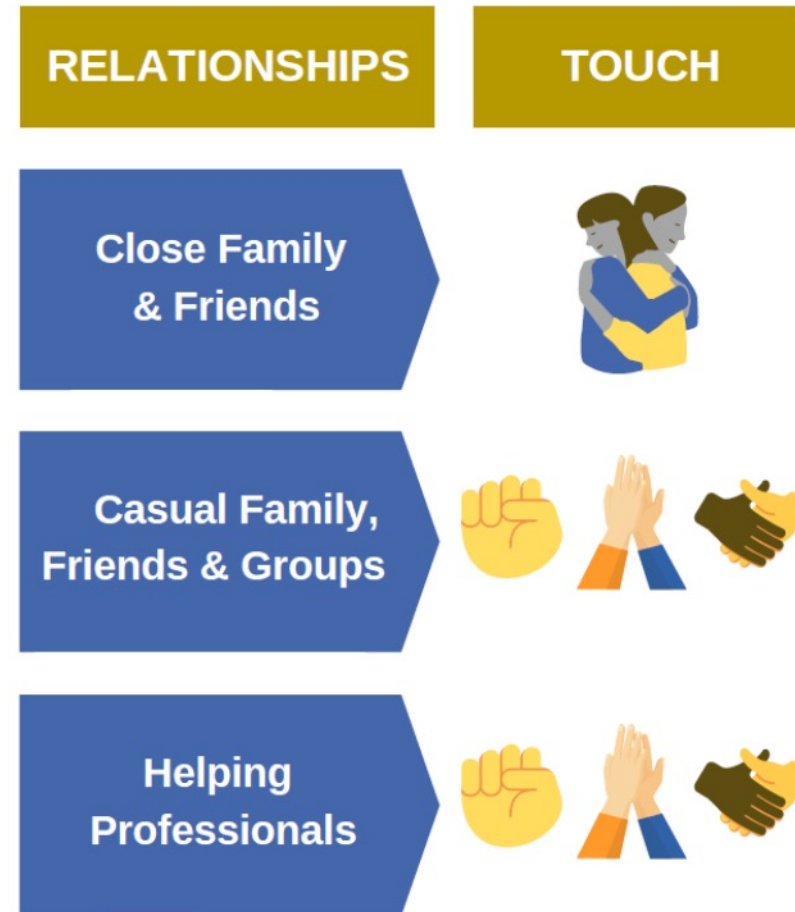 RELATIONSHIPS
TOUCH
Close Family
& Friends
Casual Family,
Friends & Groups
Helping
Professionals